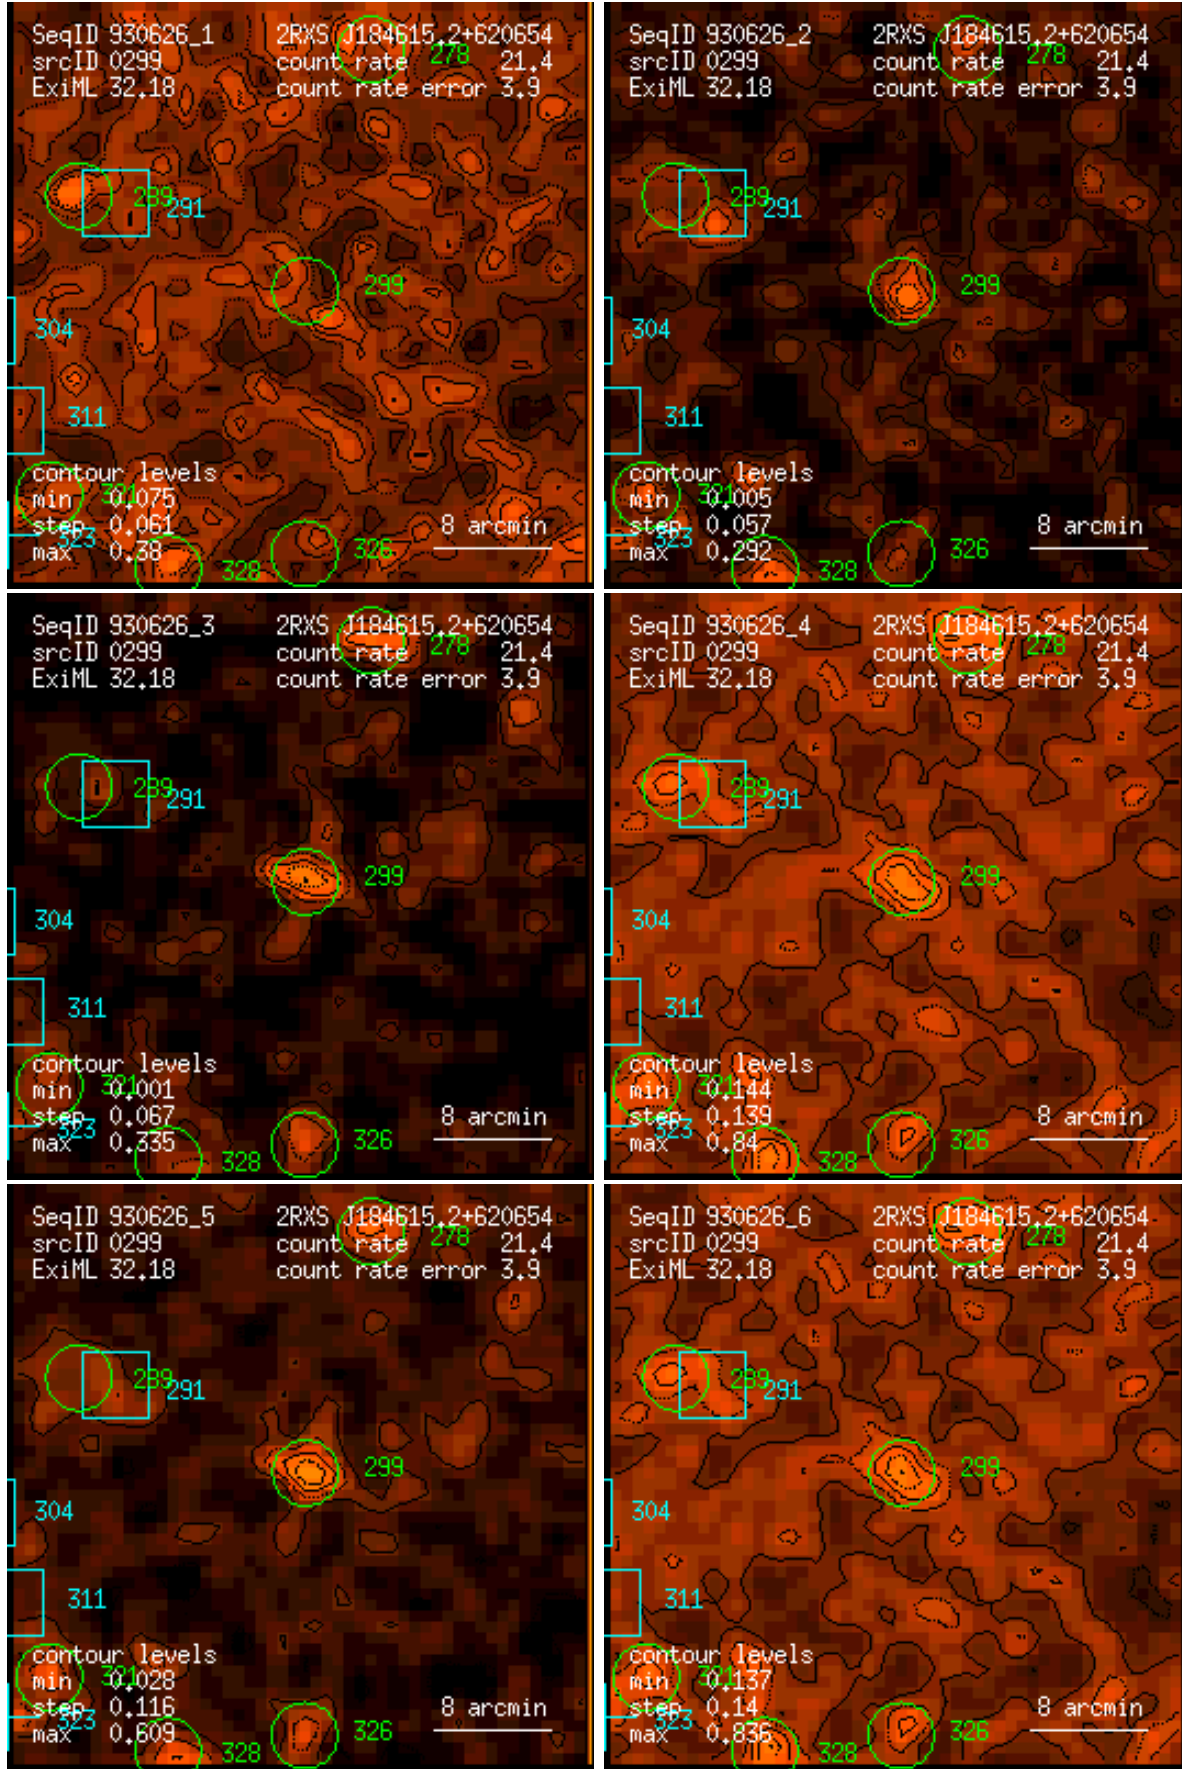 SeqID 930626_1 2RXS J184615.2+620654
srcID 0299 count rate 278 21.4
ExiML 32.18 count rate error 3.9
289
291
299
304
311
contour levels
min 0.075 321
step 0.061 8 arcmin
max 0.38 323 328 326
SeqID 930626_2 2RXS J184615.2+620654
srcID 0299 count rate 278 21.4
ExiML 32.18 count rate error 3.9
289
291
299
304
311
contour levels
min 0.005 321
step 0.057 8 arcmin
max 0.292 323 328 326
SeqID 930626_3 2RXS J184615.2+620654
srcID 0299 count rate 278 21.4
ExiML 32.18 count rate error 3.9
289
291
299
304
311
contour levels
min 0.001 321
step 0.067 8 arcmin
max 0.335 323 328 326
SeqID 930626_4 2RXS J184615.2+620654
srcID 0299 count rate 278 21.4
ExiML 32.18 count rate error 3.9
289
291
299
304
311
contour levels
min 0.144 321
step 0.139 8 arcmin
max 0.84 323 328 326
SeqID 930626_5 2RXS J184615.2+620654
srcID 0299 count rate 278 21.4
ExiML 32.18 count rate error 3.9
289
291
299
304
311
contour levels
min 0.028 321
step 0.116 8 arcmin
max 0.609 323 328 326
SeqID 930626_6 2RXS J184615.2+620654
srcID 0299 count rate 278 21.4
ExiML 32.18 count rate error 3.9
289
291
299
304
311
contour levels
min 0.137 321
step 0.14 8 arcmin
max 0.836 323 328 326